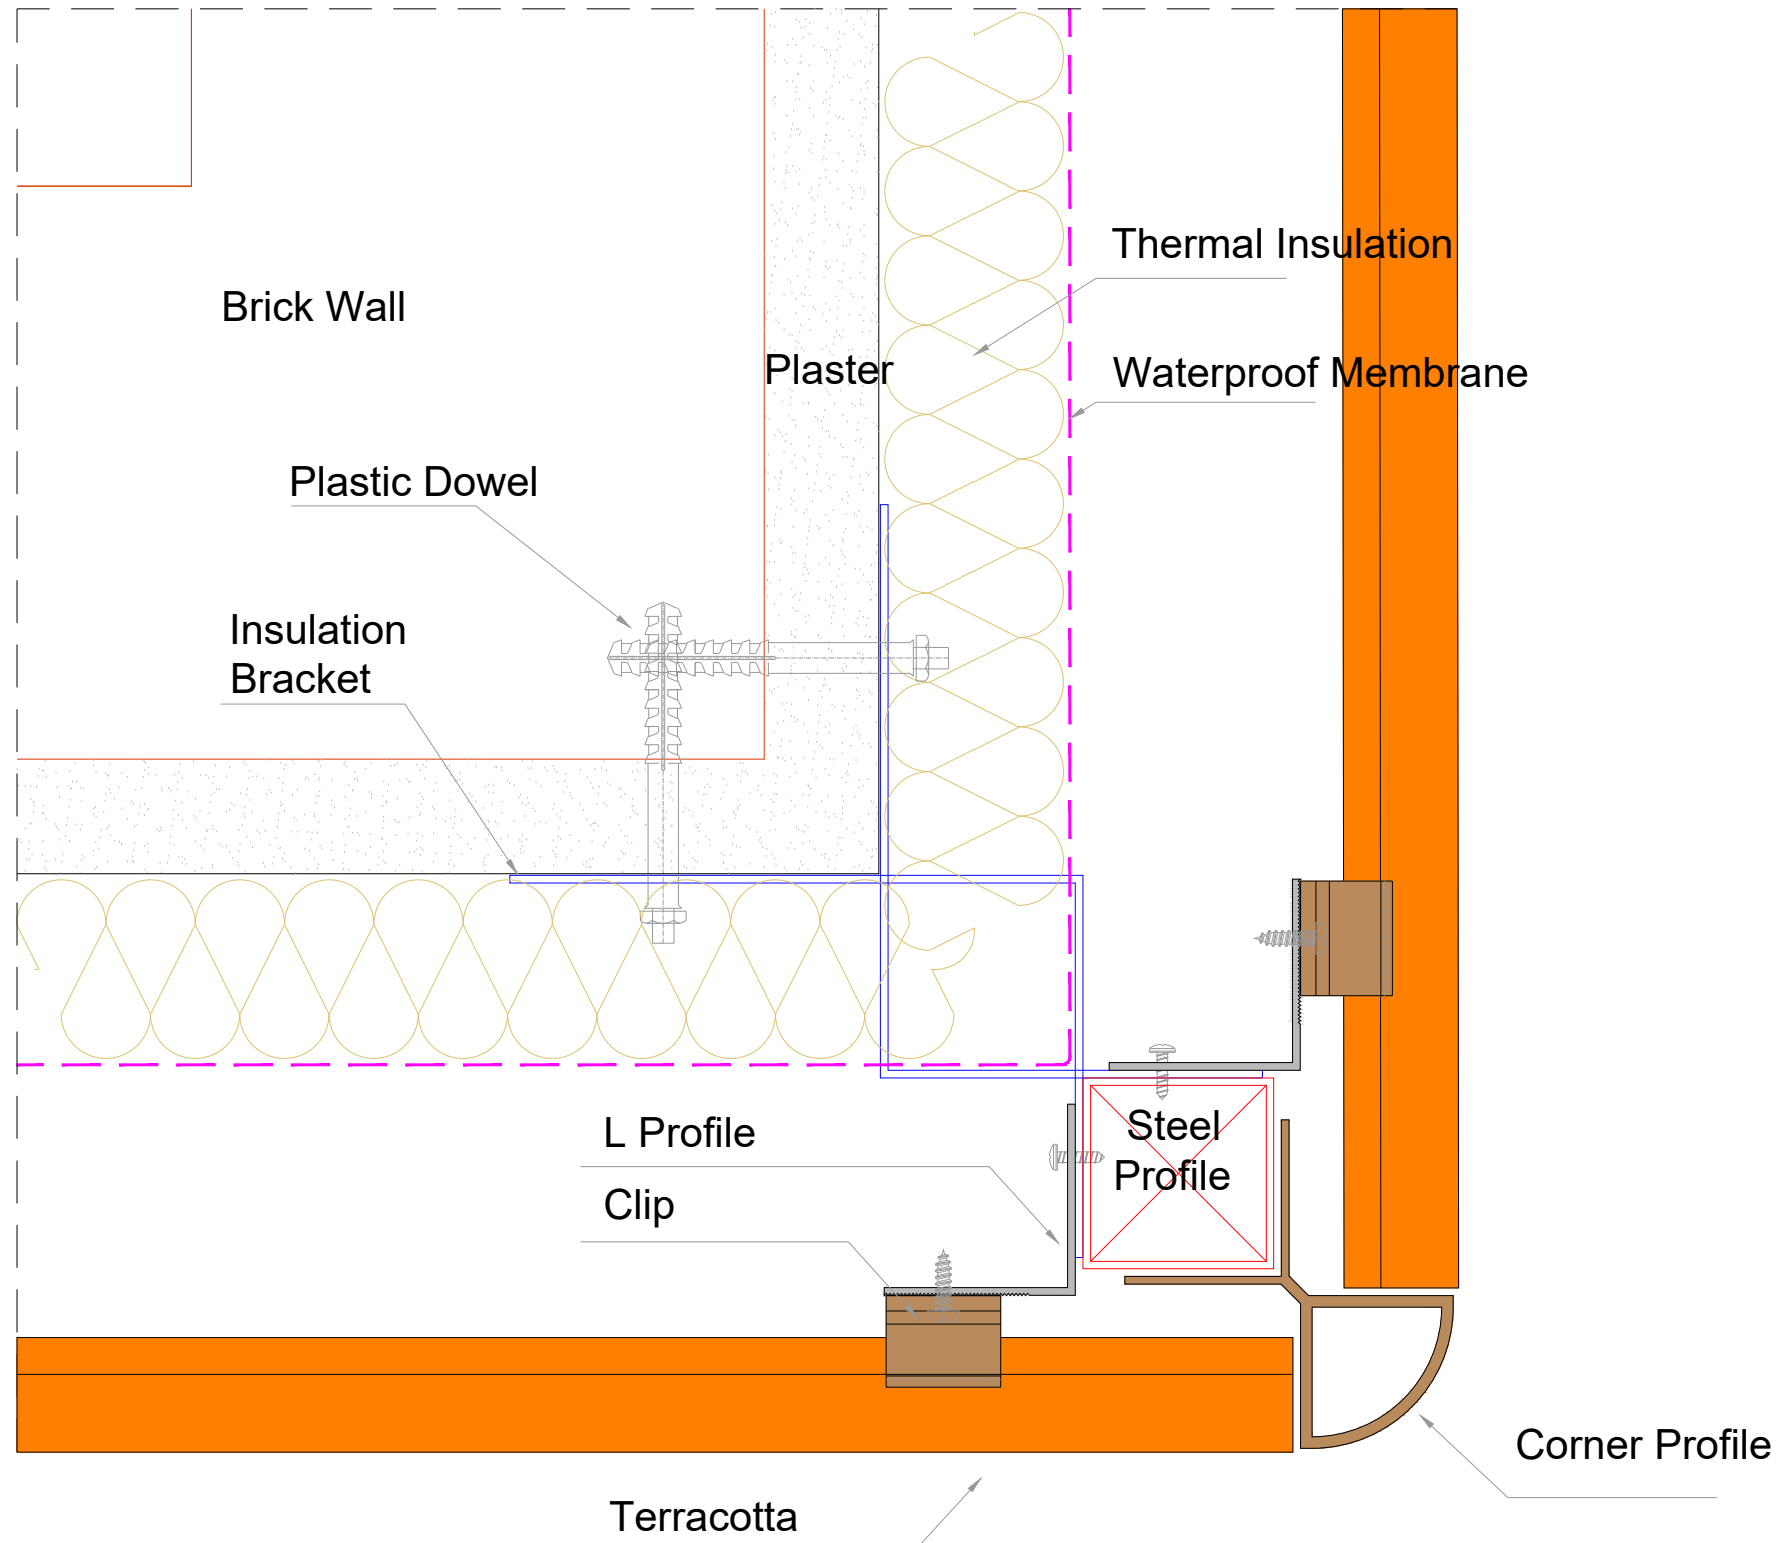 Thermal Insulation
Brick Wall
Plaster
Waterproof Membrane
Plastic Dowel
Insulation
Bracket
L Profile
Steel
Profile
Clip
Corner Profile
Terracotta